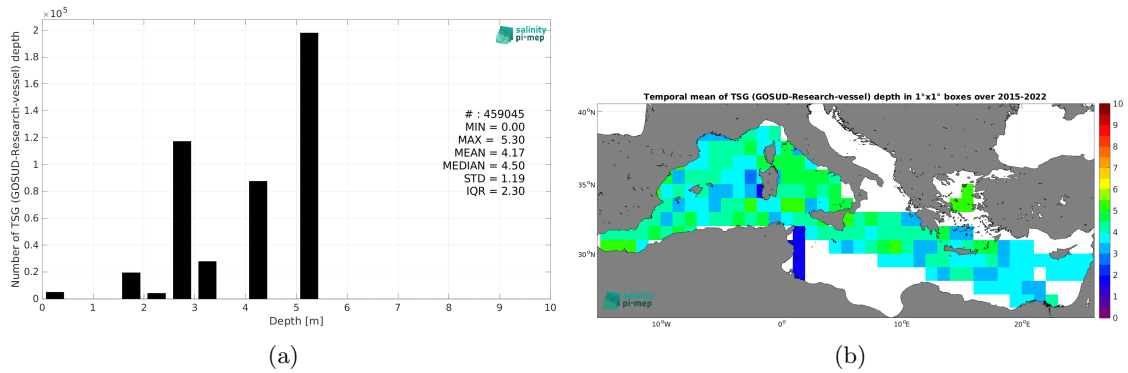 ×10⁵
2
1.8
1.6
1.4
1.2
1
0.8
0.6
0.4
0.2
0
Number of TSG (GOSUD-Research-vessel) depth
salinity
pi-mep
# : 459045
MIN = 0.00
MAX = 5.30
MEAN = 4.17
MEDIAN = 4.50
STD = 1.19
IQR = 2.30
0 1 2 3 4 5 6 7 8 9 10
Depth [m]
(a)
Temporal mean of TSG (GOSUD-Research-vessel) depth in 1°x1° boxes over 2015-2022
40°N
35°N
30°N
salinity
pi-mep
10°W 0° 10°E 20°E
10
9
8
7
6
5
4
3
2
1
0
(b)